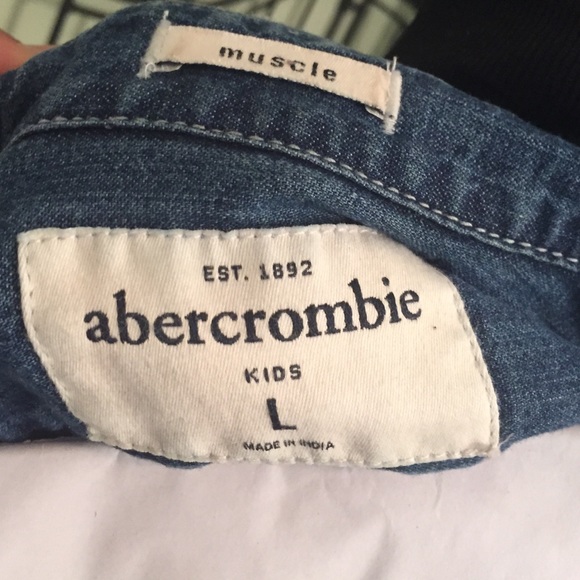 muscle
EST. 1892
abercrombie
KIDS
L
MADE IN INDIA